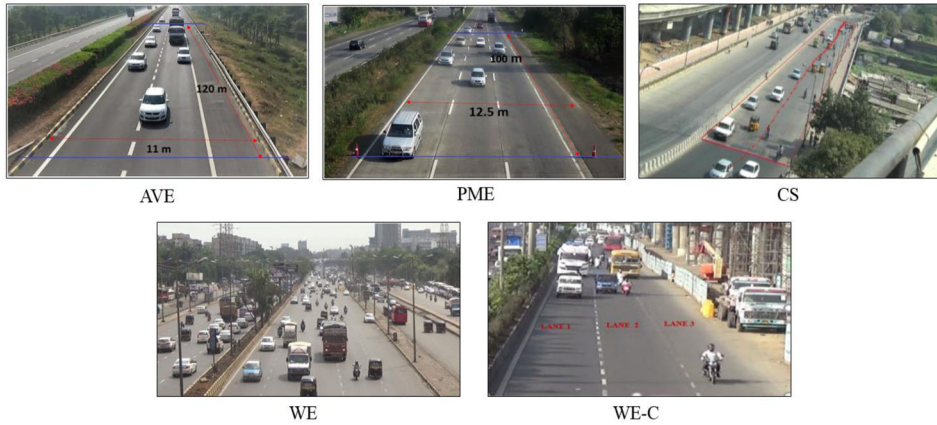 120 m
11 m
AVE
100 m
12.5 m
PME
CS
WE
LANE 1
LANE 2
LANE 3
WE-C